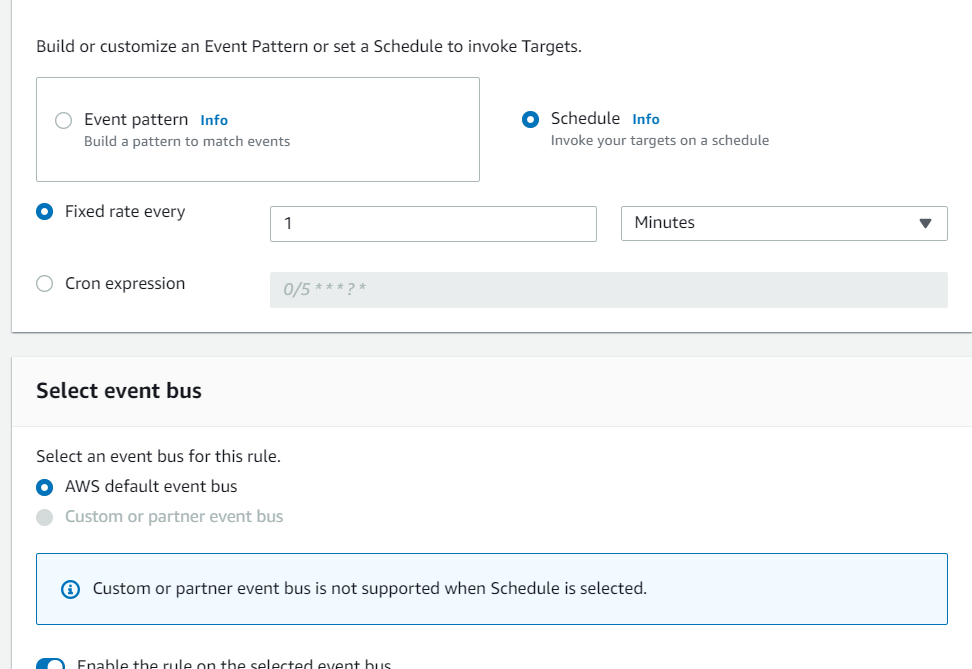 Build or customize an Event Pattern or set a Schedule to invoke Targets.
Event pattern Info
Build a pattern to match events
Schedule Info
Invoke your targets on a schedule
Fixed rate every
1
Minutes
Cron expression
0/5 * * * ? *
Select event bus
Select an event bus for this rule.
AWS default event bus
Custom or partner event bus
Custom or partner event bus is not supported when Schedule is selected.
Enable the rule on the selected event bus